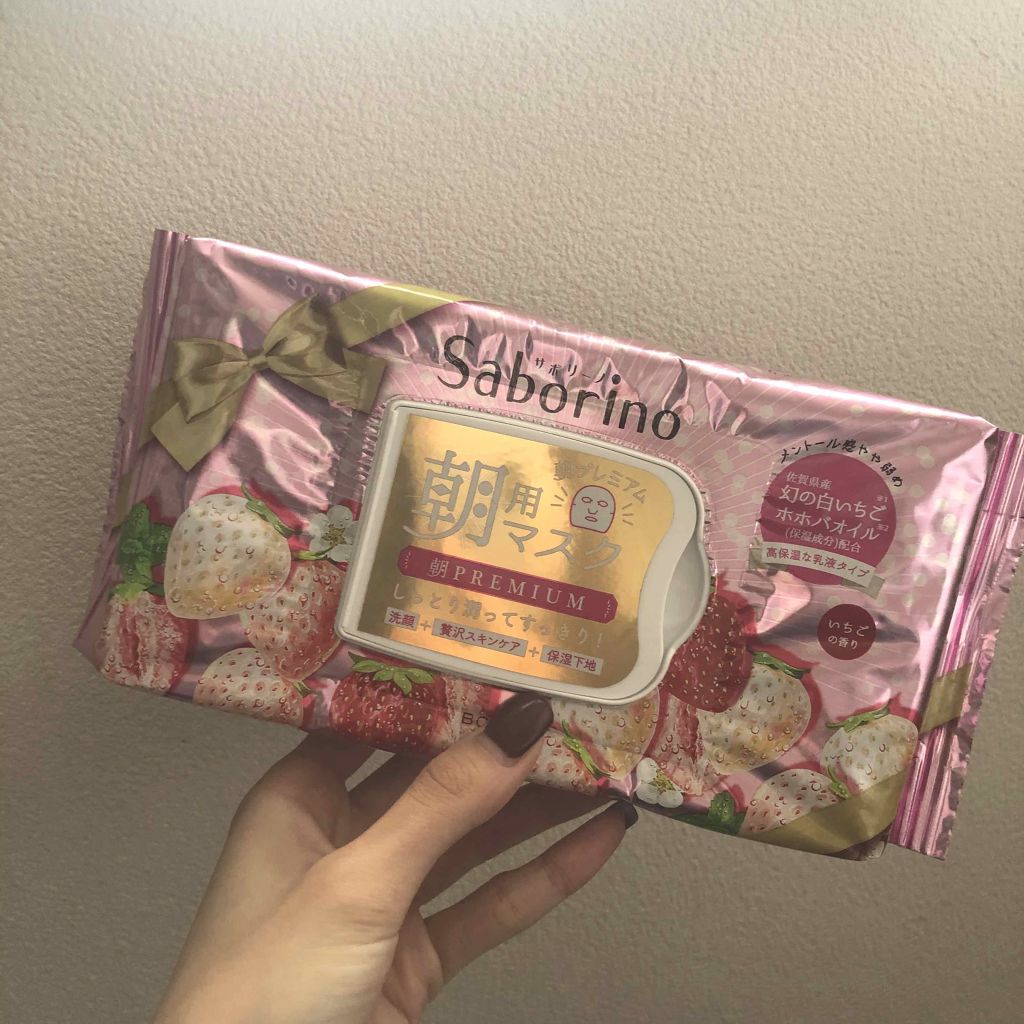 サボリーノ
Saborino
朝プレミアム
朝用マスク
朝PREMIUM
しっとり潤ってすっきり！
洗顔+贅沢スキンケア+保湿下地
メントール感やや弱め
佐賀県産
幻の白いちご※1
ホホバオイル※2
(保湿成分)配合
高保湿な乳液タイプ
いちご
の香り